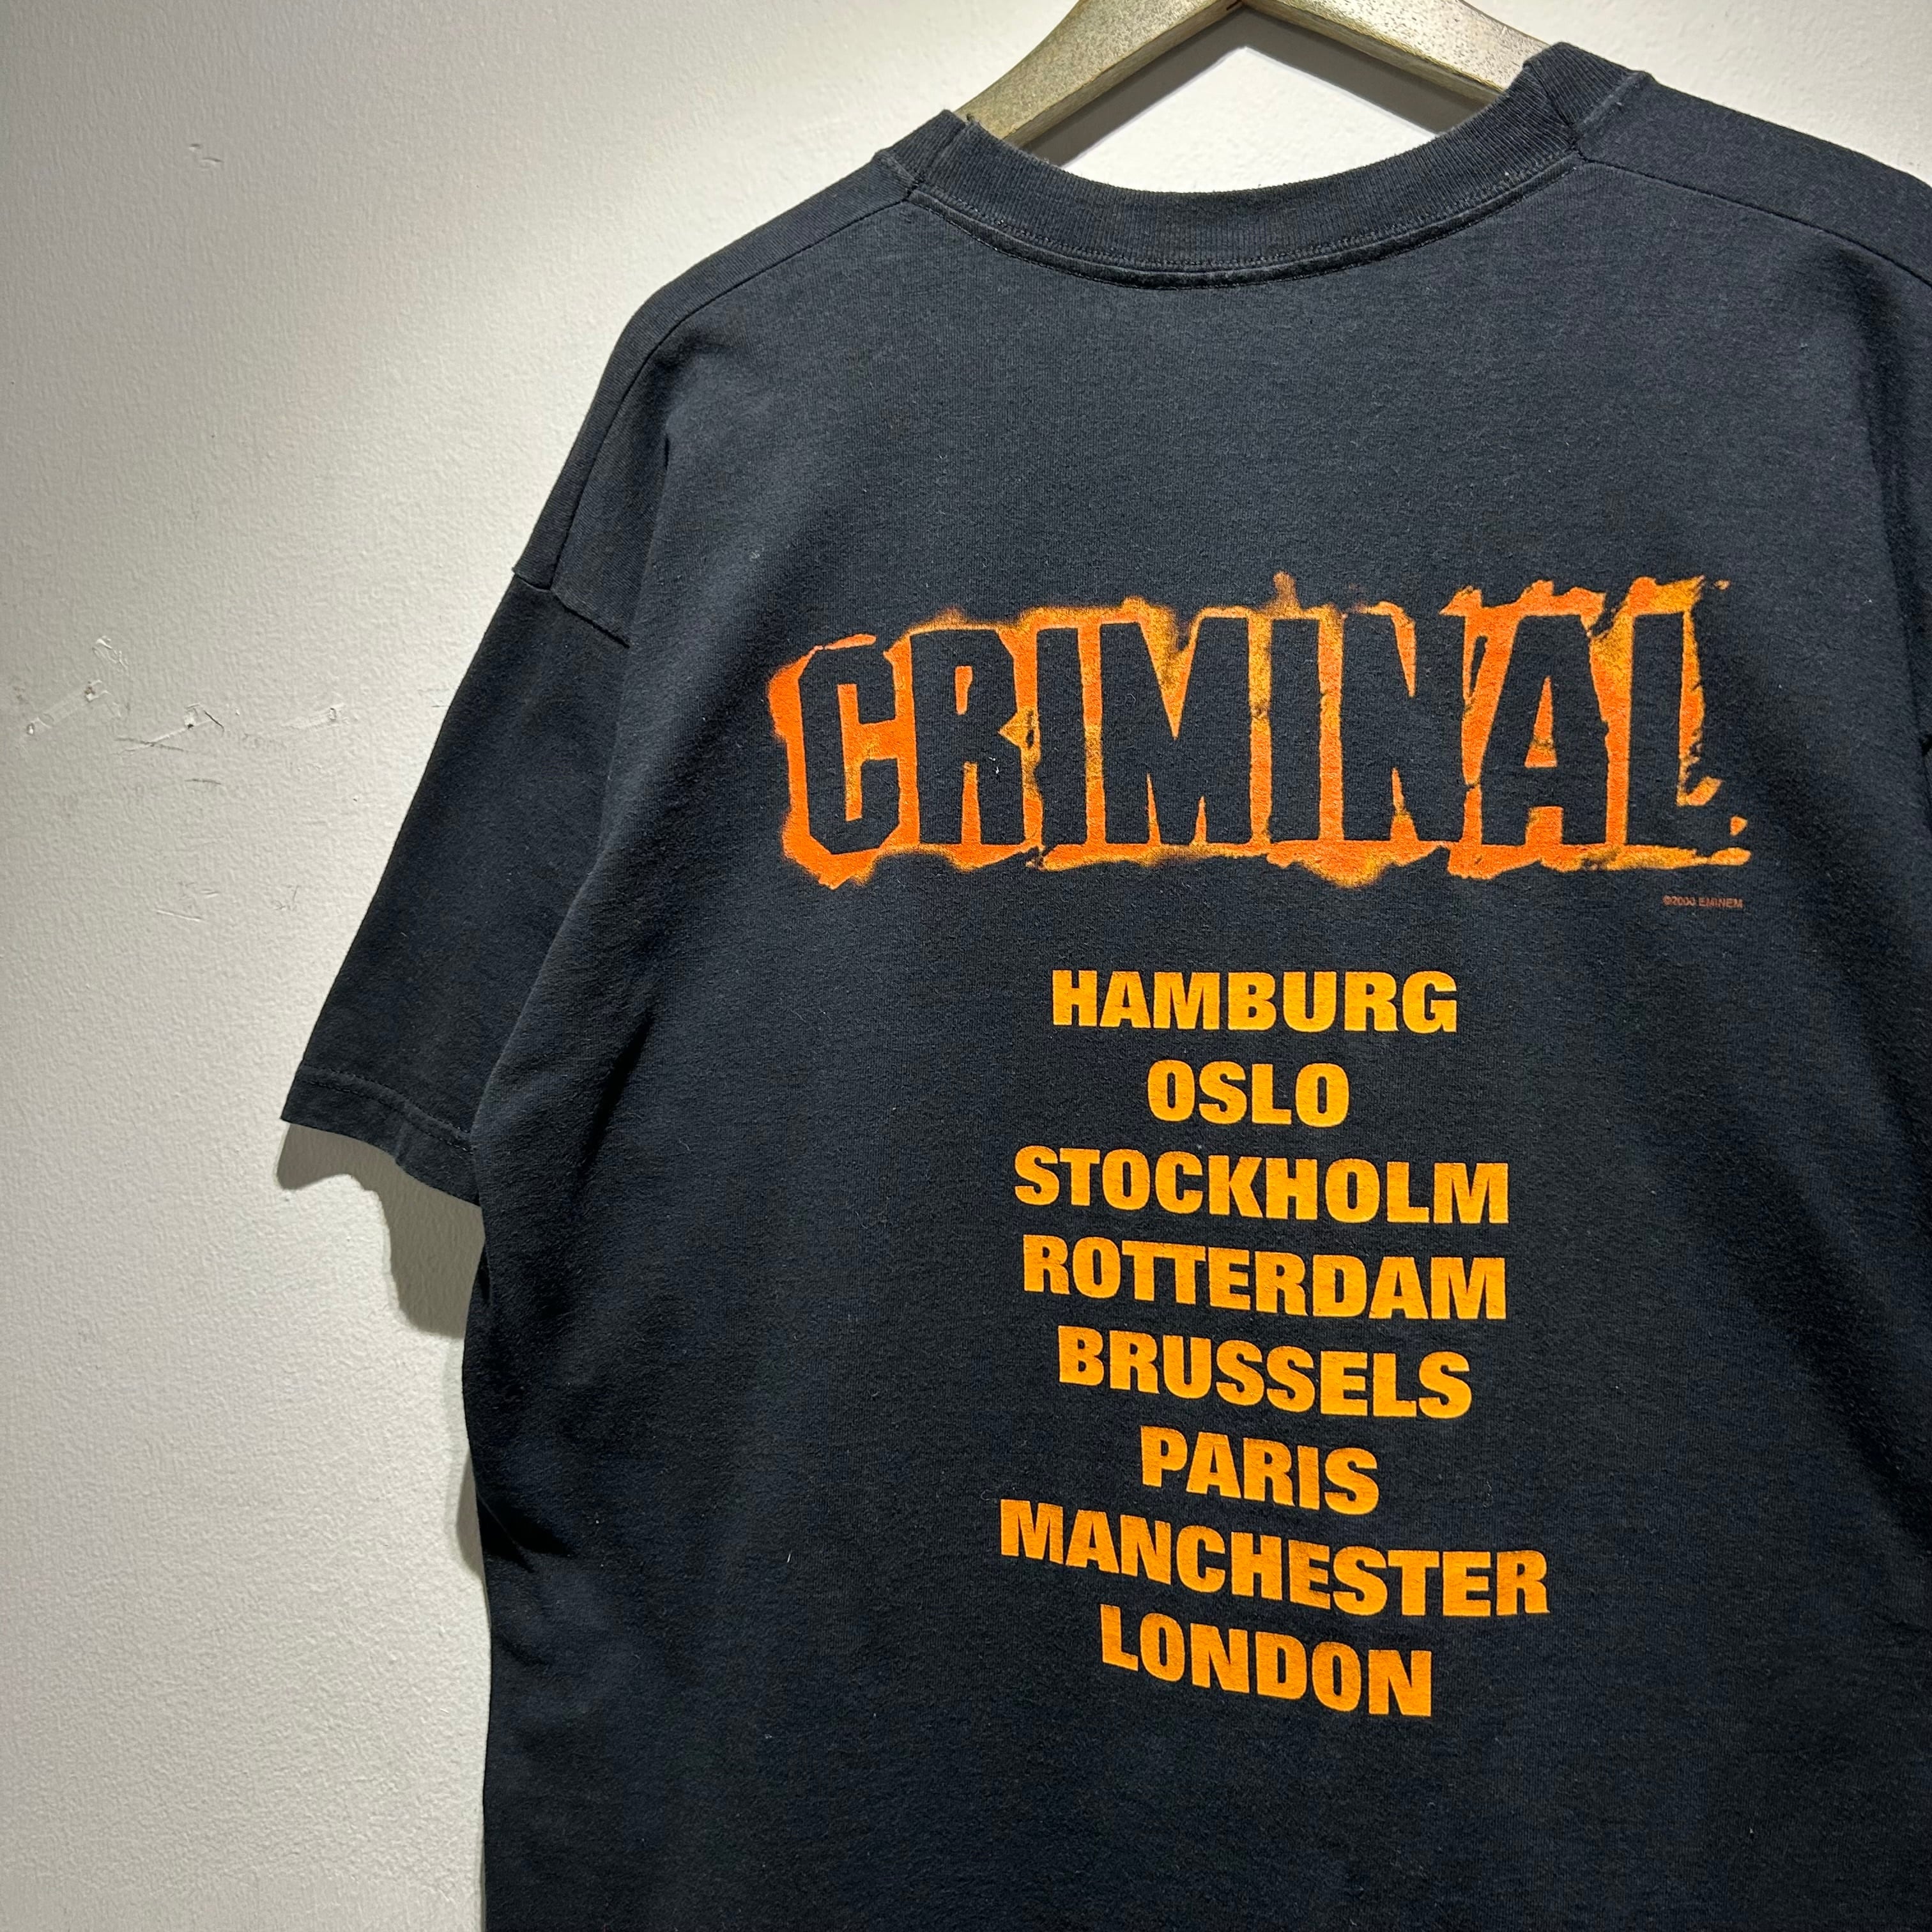 CRIMINAL
©2000 EMINEM
HAMBURG
OSLO
STOCKHOLM
ROTTERDAM
BRUSSELS
PARIS
MANCHESTER
LONDON